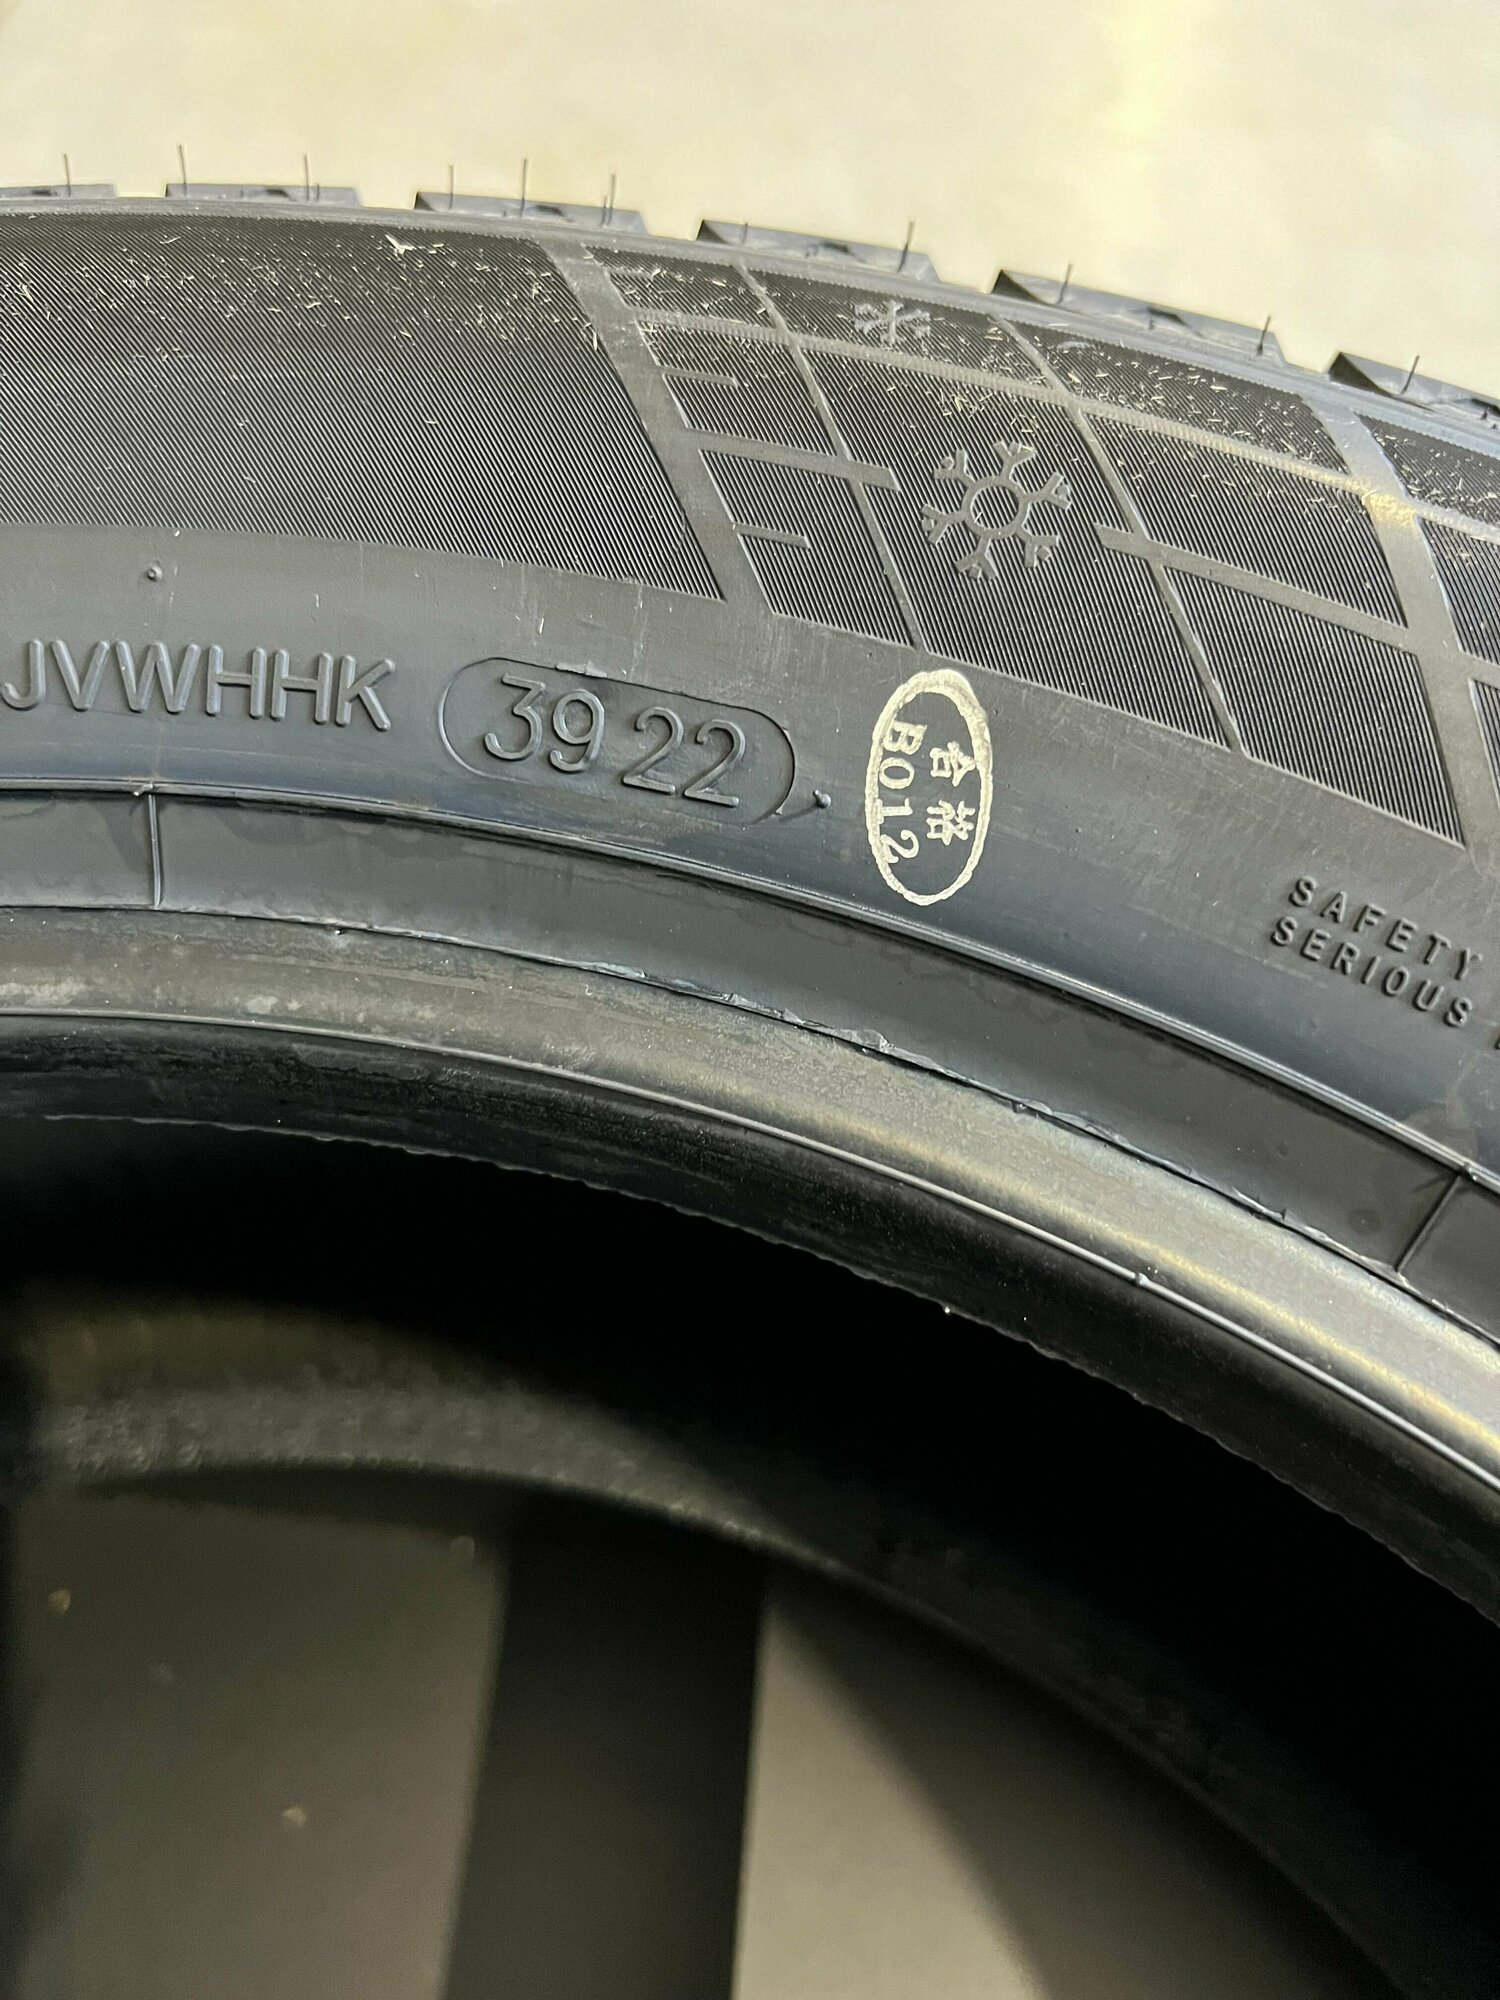 JVWHHK 3922
合格
B012
SAFETY
SERIOUS